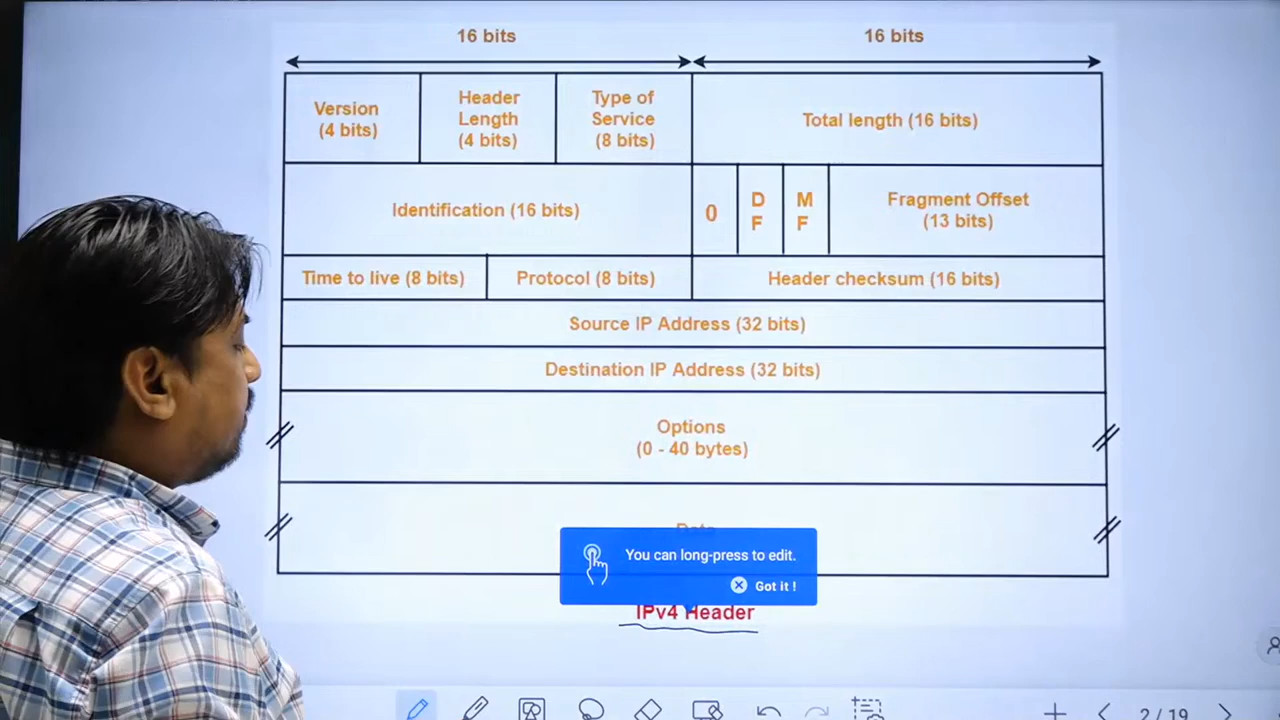 16 bits
16 bits
Version
(4 bits)
Header
Length
(4 bits)
Type of
Service
(8 bits)
Total length (16 bits)
Identification (16 bits)
0
D
F
M
F
Fragment Offset
(13 bits)
Time to live (8 bits)
Protocol (8 bits)
Header checksum (16 bits)
Source IP Address (32 bits)
Destination IP Address (32 bits)
Options
(0 - 40 bytes)
Data
You can long-press to edit.
Got it !
IPv4 Header
2 / 19